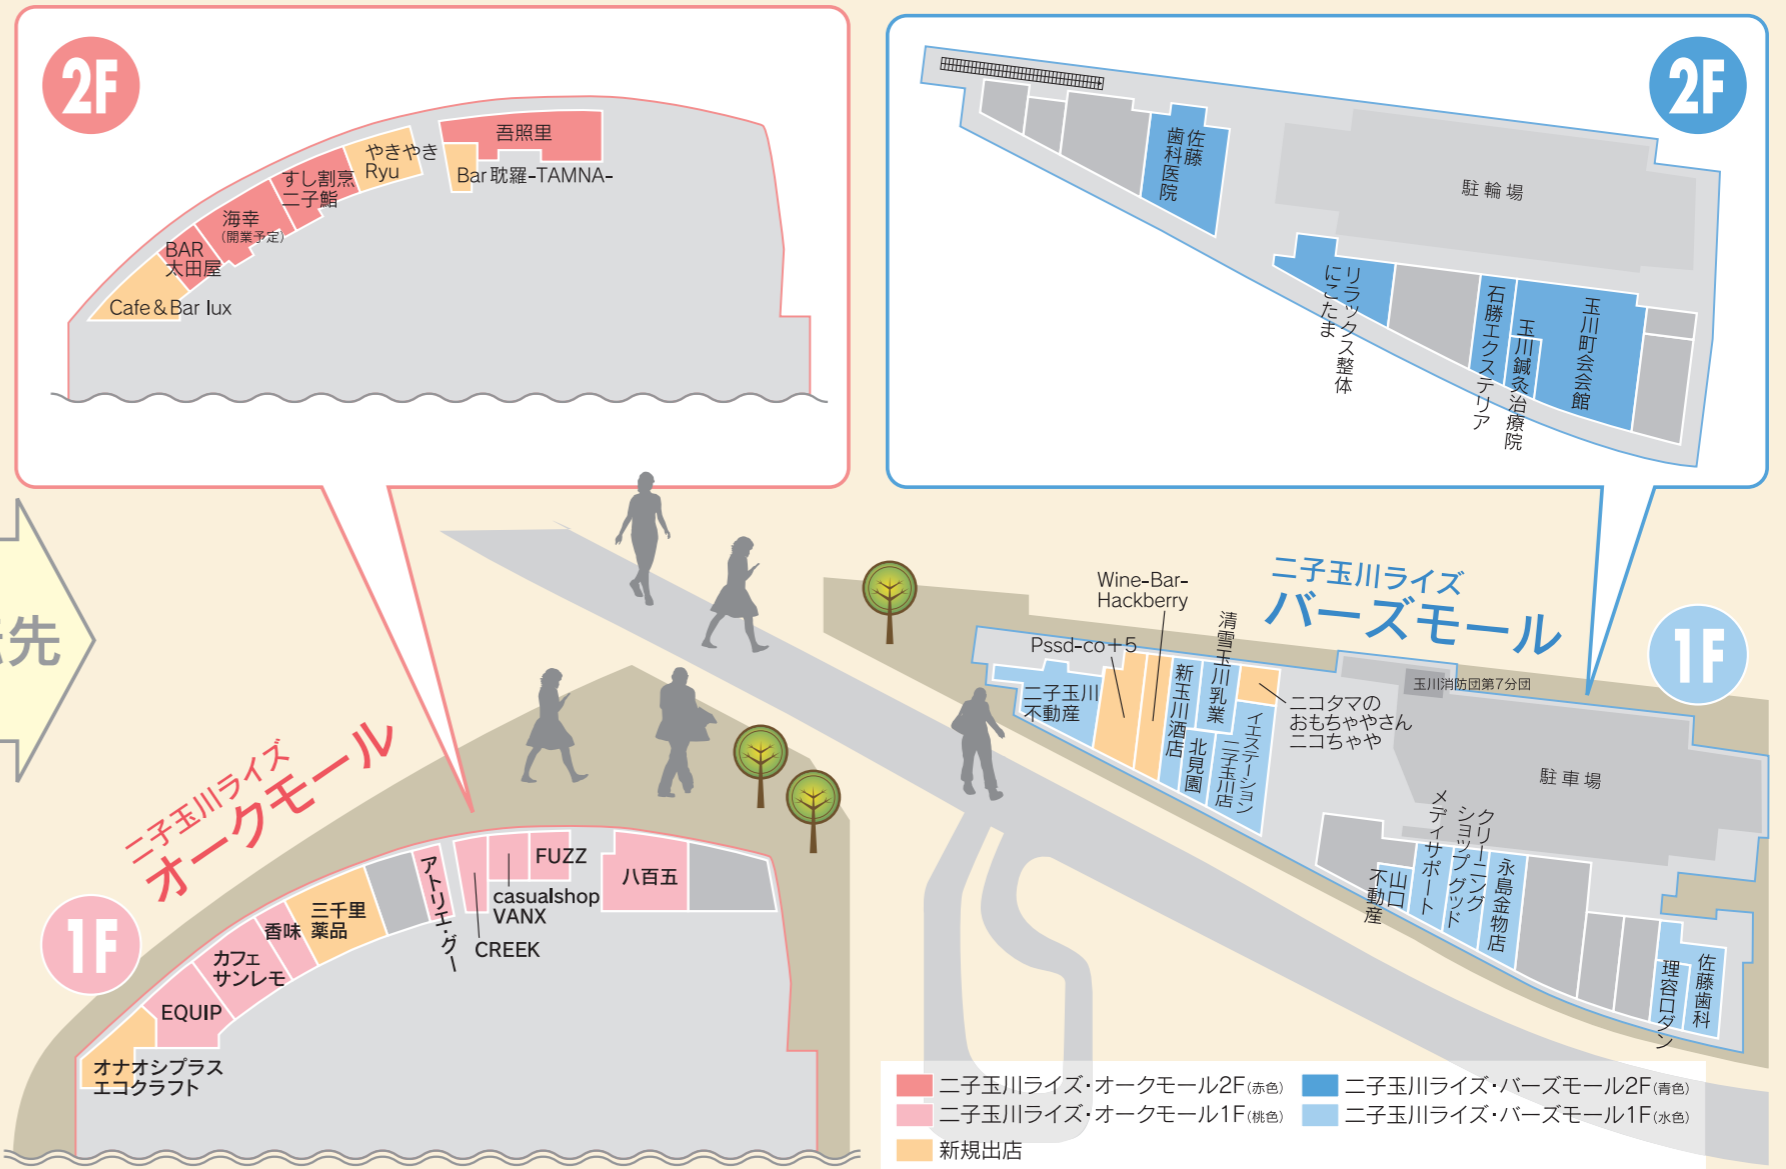 2F
吾照里
やきやき
Ryu
Bar 耽羅-TAMNA-
すし割烹
二子鮨
海幸
(開業予定)
BAR
太田屋
Cafe & Bar lux
2F
佐藤
歯科医院
駐輪場
リラックス整体
にこたま
石勝エクステリア
玉川鍼灸治療院
玉川町会会館
先
二子玉川ライズ
オークモール
1F
アトリエ・グー
FUZZ
casualshop
VANX
CREEK
八百五
三千里
薬品
香味
カフェ
サンレモ
EQUIP
オナオシプラス
エコクラフト
二子玉川ライズ
バーズモール
1F
Wine-Bar-
Hackberry
Pssd-co+5
二子玉川
不動産
新玉川酒店
清雪玉川乳業
北見園
イエステーション
二子玉川店
ニコタマの
おもちゃやさん
ニコちゃや
玉川消防団第7分団
駐車場
山口
不動産
メディサポート
クリーニング
ショップ グッド
永島金物店
理容ロダン
佐藤歯科
二子玉川ライズ・オークモール2F(赤色)
二子玉川ライズ・オークモール1F(桃色)
新規出店
二子玉川ライズ・バーズモール2F(青色)
二子玉川ライズ・バーズモール1F(水色)